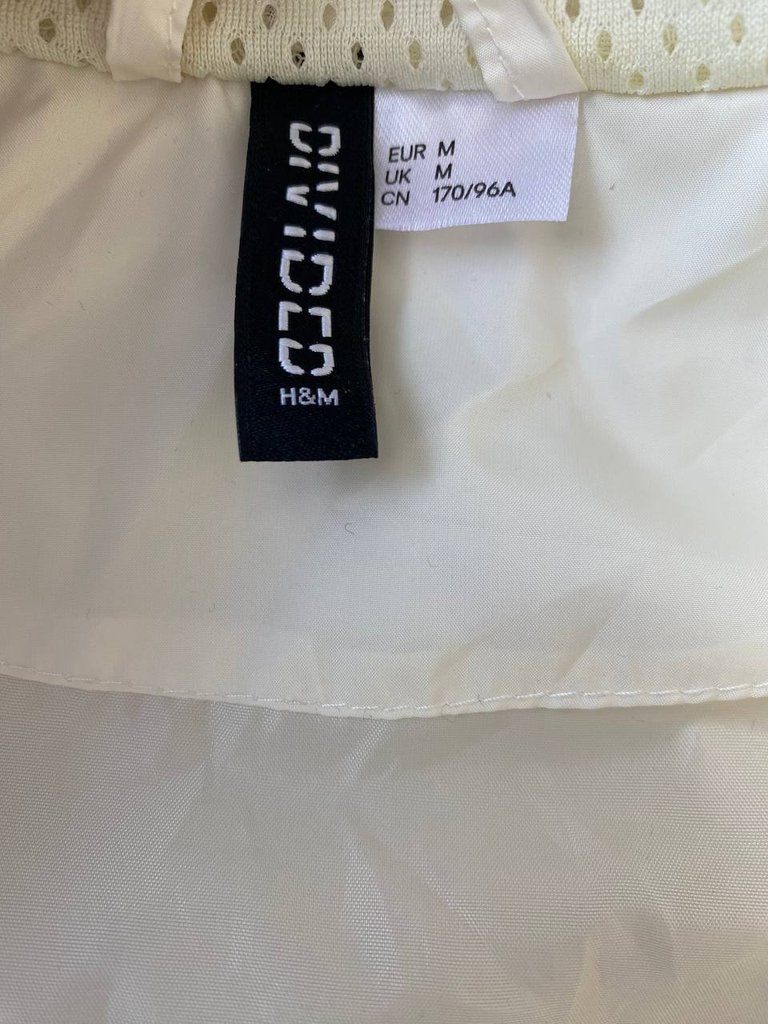 DIVIDED
H&M
EUR M
UK M
CN 170/96A